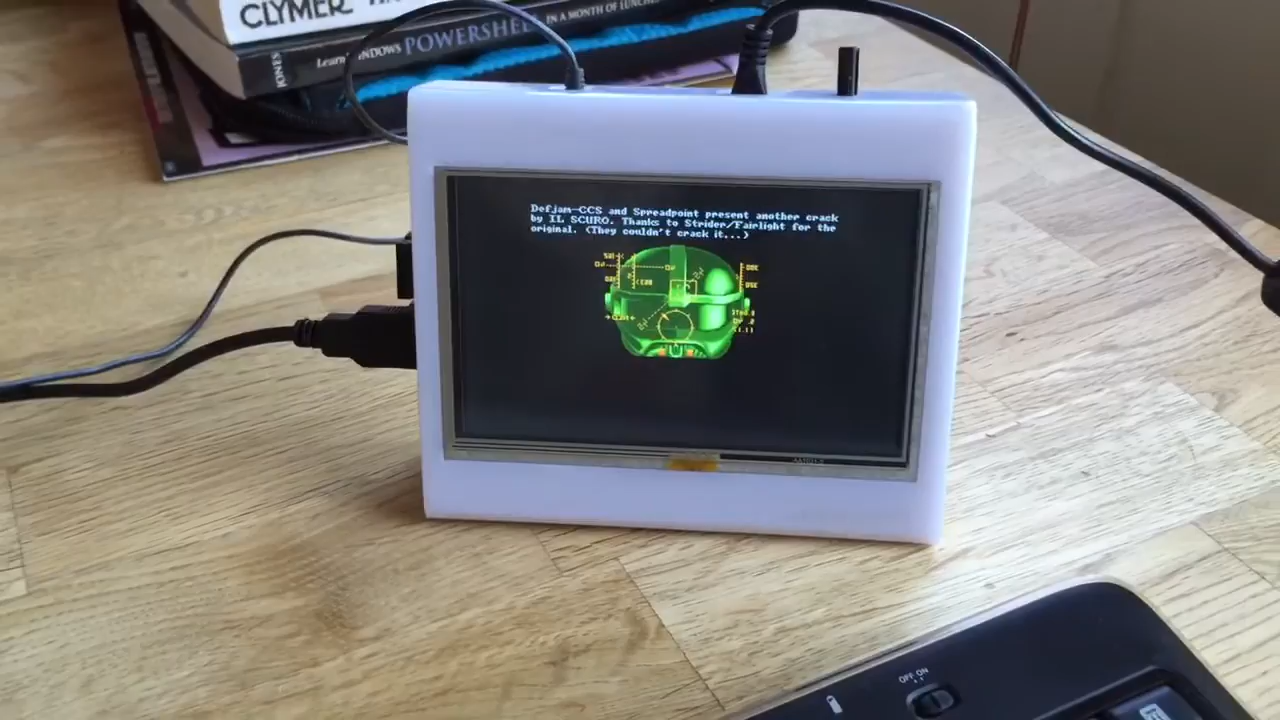 CLYMER
Learn WINDOWS POWERSHELL IN A MONTH OF LUNCHES
JONES
Defjam-CCS and Spreadpoint present another crack
by IL SCURO. Thanks to Strider/Fairlight for the
original. (They couldn't crack it...)
OFF ON